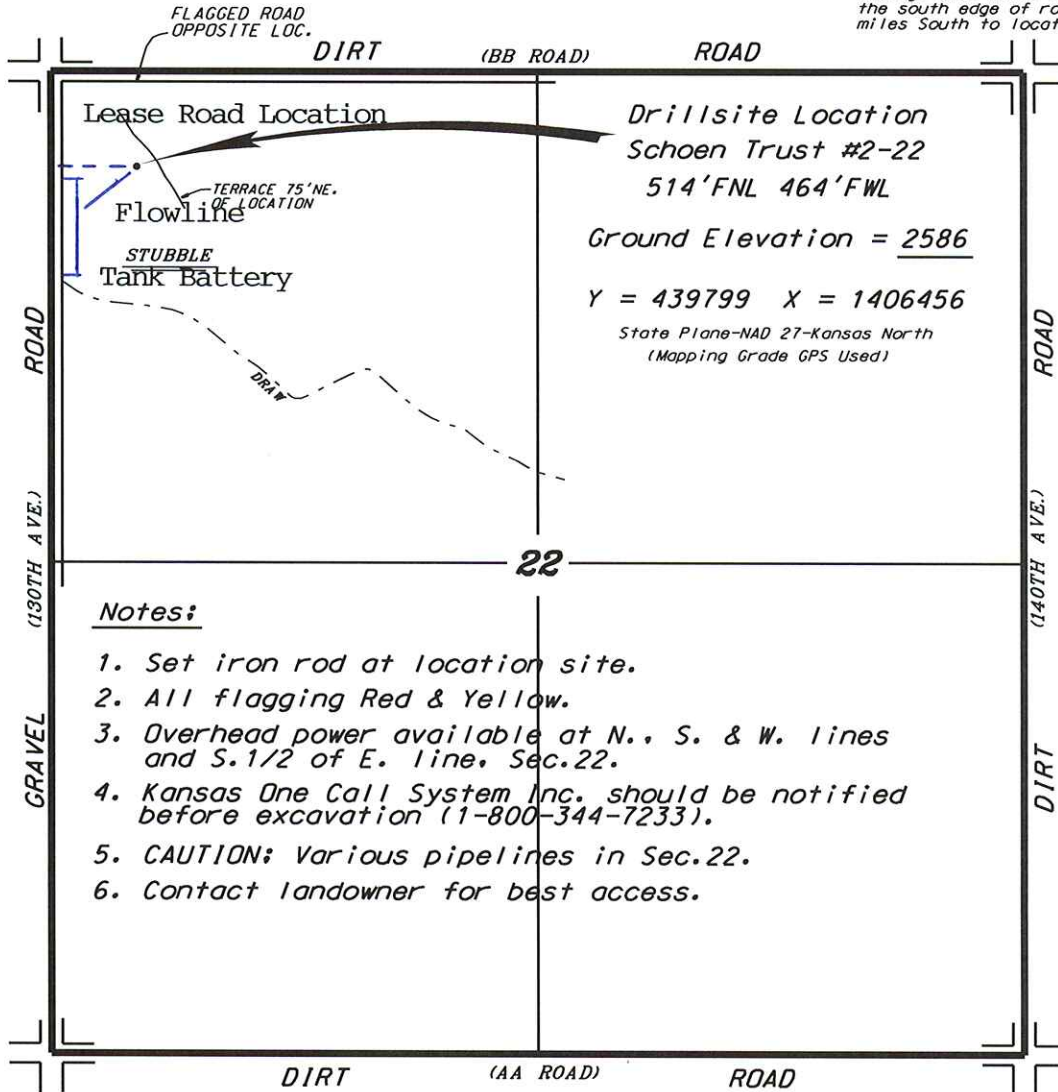 the south edge of
miles South to
FLAGGED ROAD
OPPOSITE LOC.
DIRT (BB ROAD) ROAD
Lease Road Location
Drillsite Location
Schoen Trust #2-22
514'FNL 464'FWL
TERRACE 75'NE.
OF LOCATION
Flowline
Ground Elevation = 2586
STUBBLE
Tank Battery
Y = 439799 X = 1406456
State Plane-NAD 27-Kansas North
(Mapping Grade GPS Used)
DRAW
GRAVEL (130TH AVE.) ROAD
DIRT (140TH AVE.) ROAD
22
Notes:
1. Set iron rod at location site.
2. All flagging Red & Yellow.
3. Overhead power available at N., S. & W. lines
and S.1/2 of E. line, Sec.22.
4. Kansas One Call System Inc. should be notified
before excavation (1-800-344-7233).
5. CAUTION: Various pipelines in Sec.22.
6. Contact landowner for best access.
DIRT (AA ROAD) ROAD